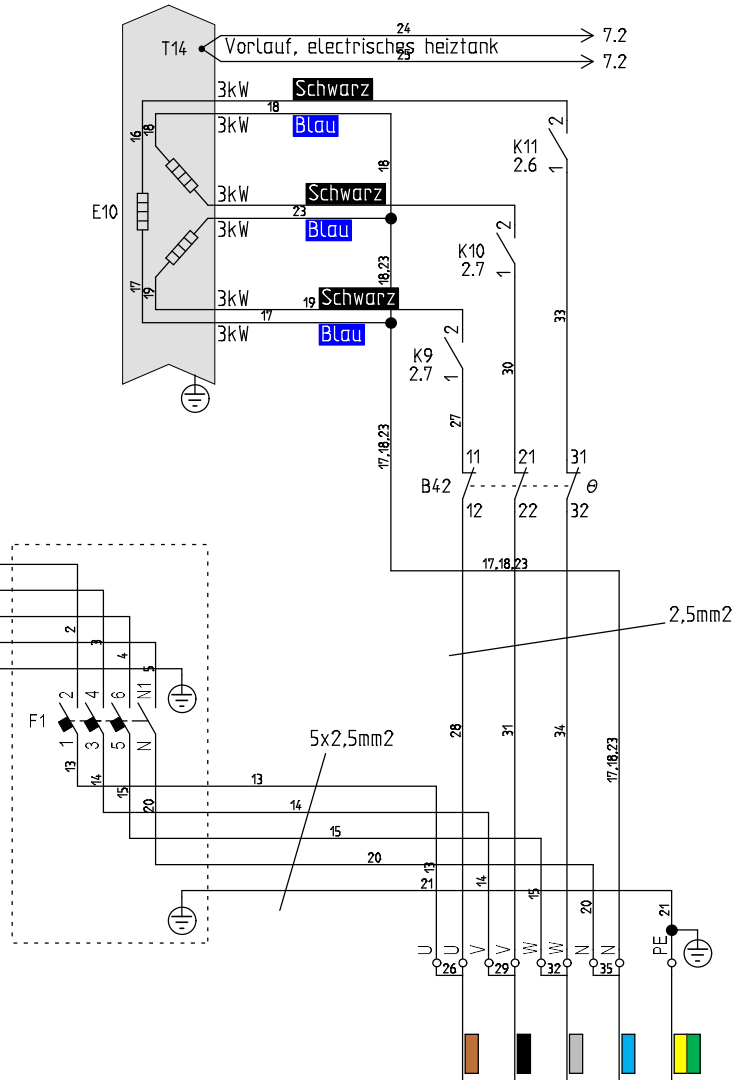 24
T14
Vorlauf, electrisches heiztank
7.2
25
7.2
3kW
Schwarz
18
3kW
Blau
16
18
K11
2.6
2
1
18
E10
3kW
Schwarz
23
3kW
Blau
K10
2.7
2
1
18,23
17
19
3kW
19
Schwarz
17
3kW
Blau
33
K9
2.7
2
1
30
27
17,18,23
11
21
31
B42
θ
12
22
32
17,18,23
2,5mm2
2
3
4
5
2
4
6
N1
F1
1
3
5
N
5x2,5mm2
28
31
34
17,18,23
13
14
15
20
13
14
15
20
21
13
14
15
20
21
U
U
V
V
W
W
N
N
PE
26
29
32
35